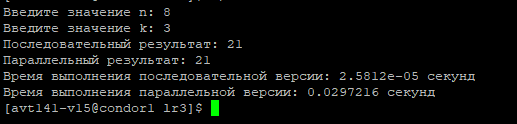 Введите значение n: 8
Введите значение k: 3
Последовательный результат: 21
Параллельный результат: 21
Время выполнения последовательной версии: 2.5812e-05 секунд
Время выполнения параллельной версии: 0.0297216 секунд
[avt141-v15@condor1 lr3]$